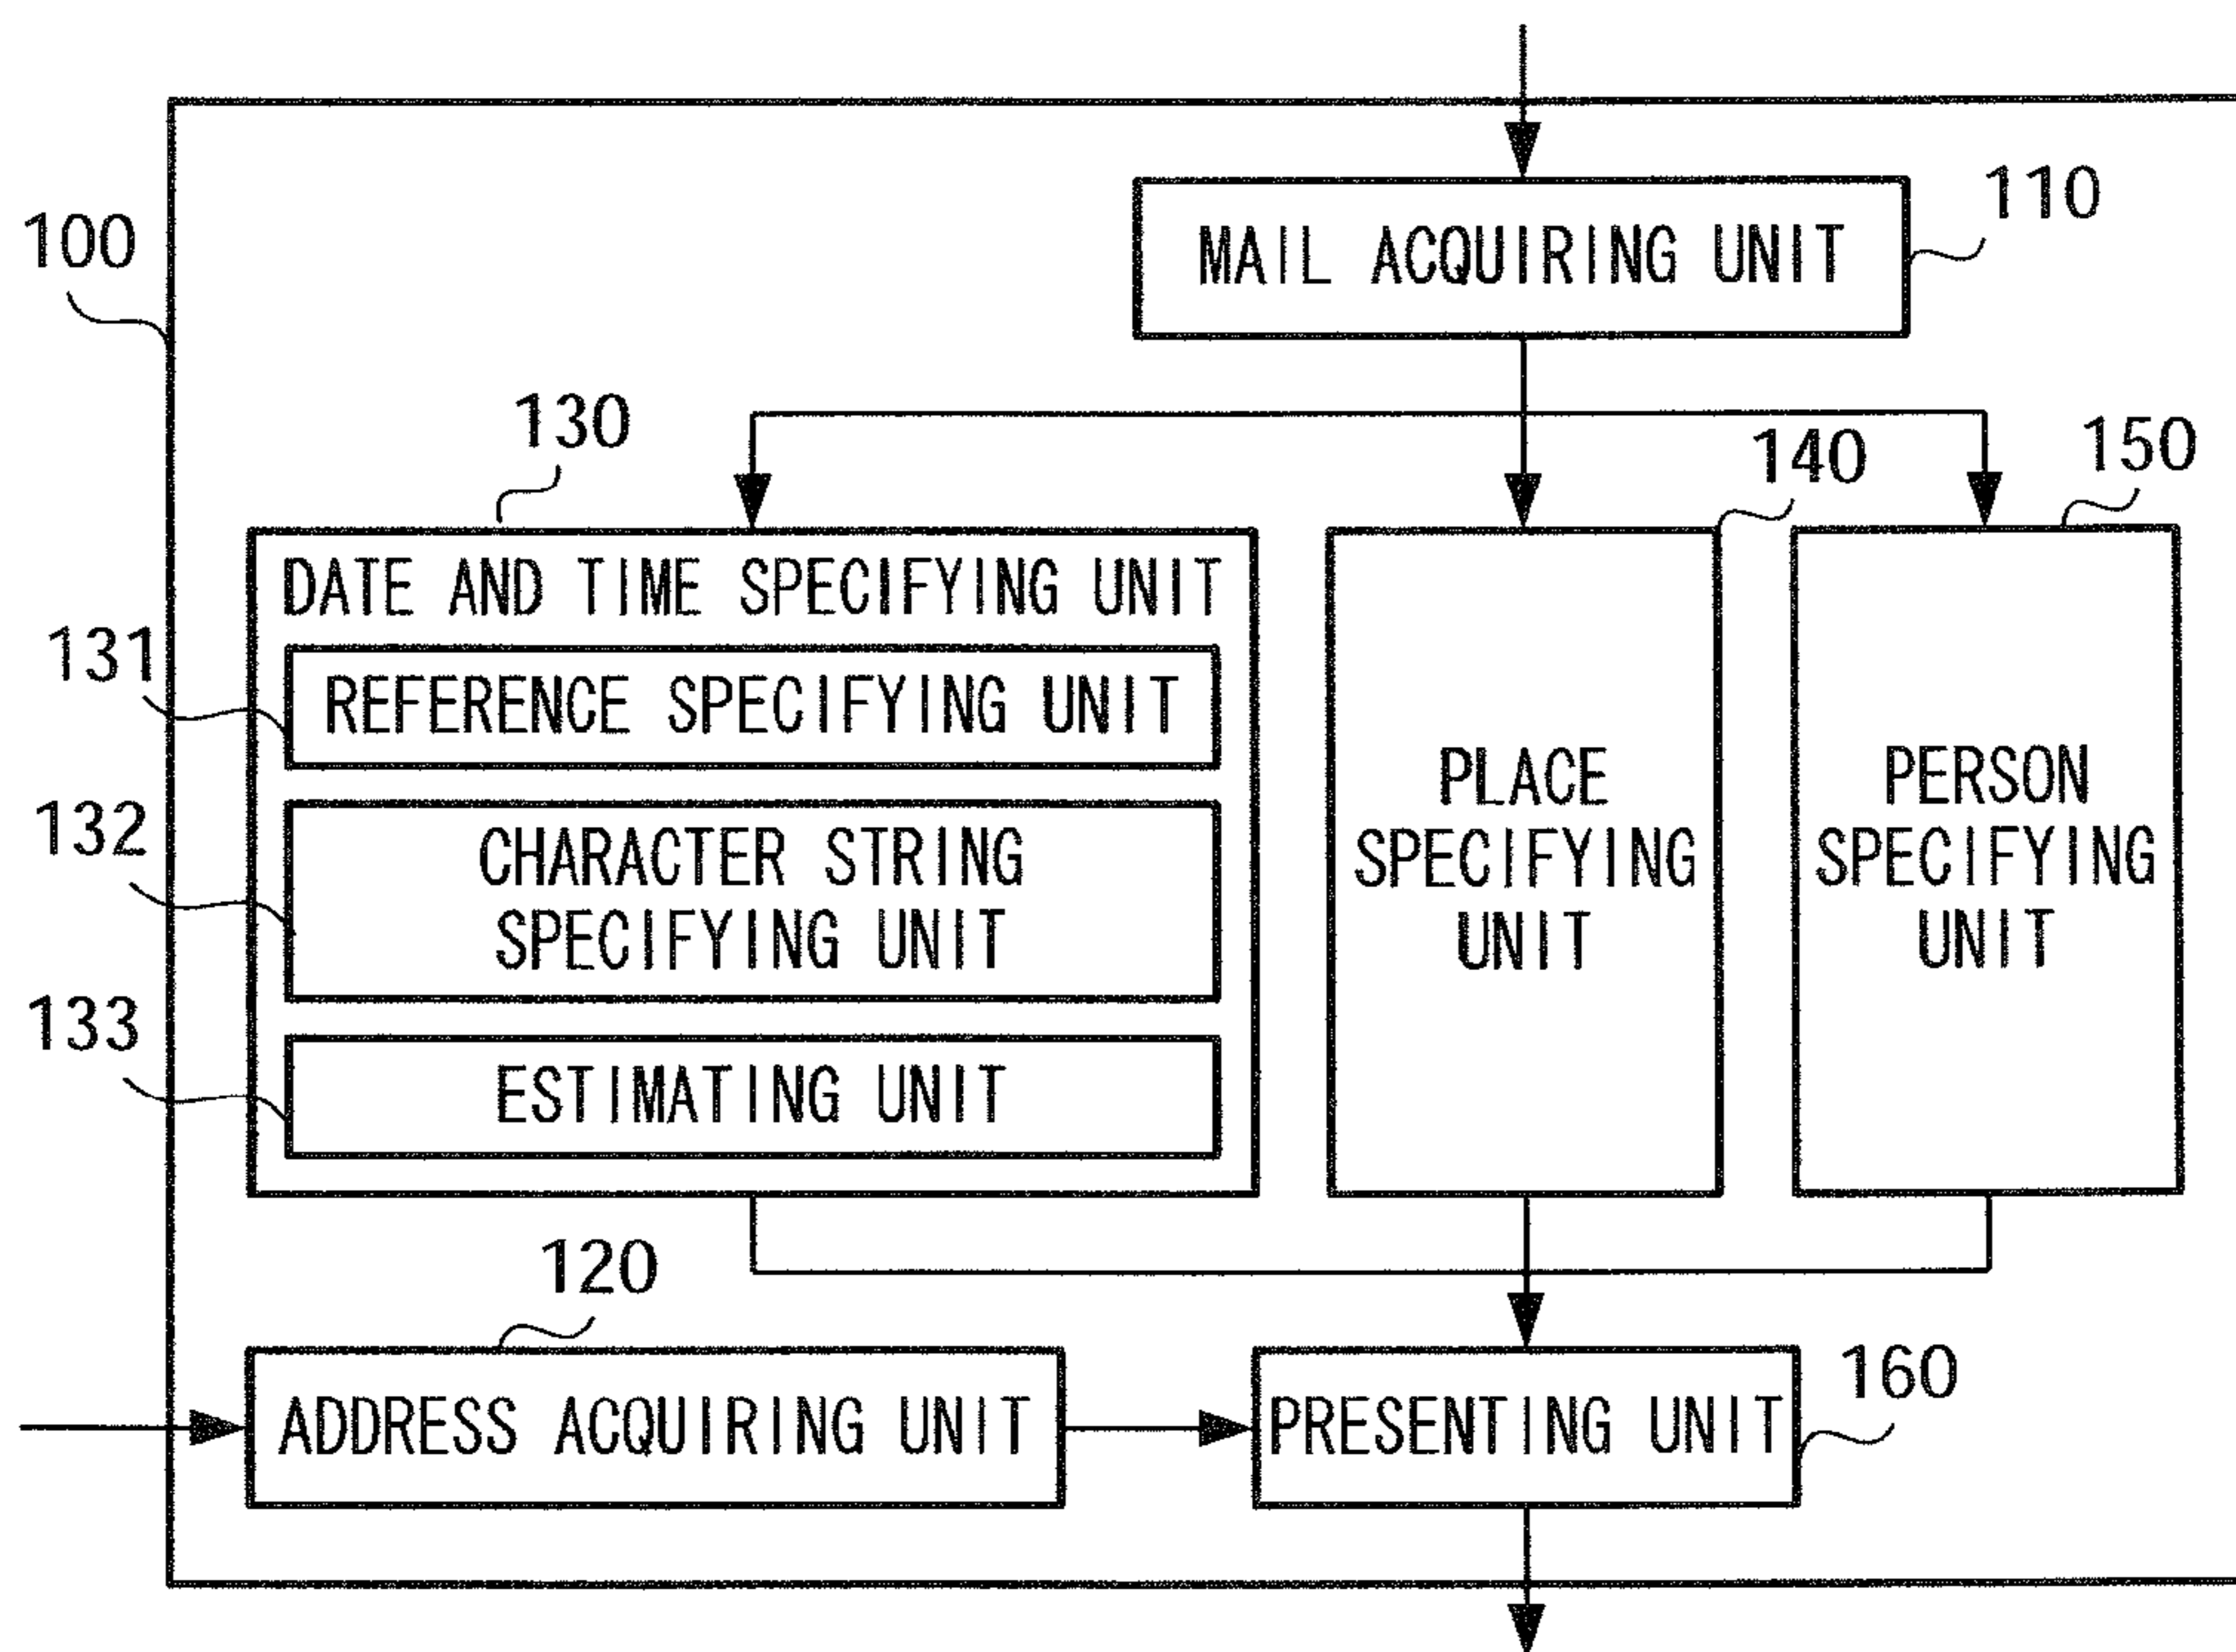 110
100
MAIL ACQUIRING UNIT
130
140
150
DATE AND TIME SPECIFYING UNIT
131
REFERENCE SPECIFYING UNIT
132
CHARACTER STRING
SPECIFYING UNIT
133
ESTIMATING UNIT
PLACE
SPECIFYING
UNIT
PERSON
SPECIFYING
UNIT
120
ADDRESS ACQUIRING UNIT
PRESENTING UNIT
160